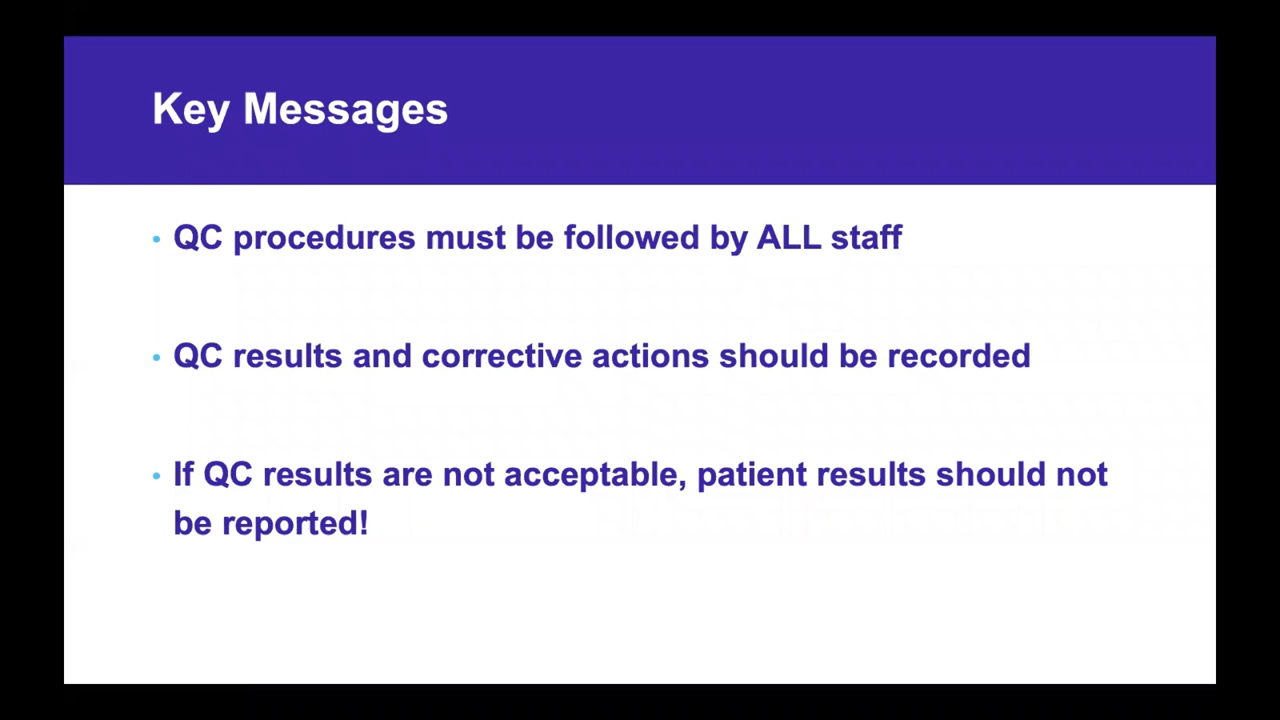 Key Messages
• QC procedures must be followed by ALL staff
• QC results and corrective actions should be recorded
• If QC results are not acceptable, patient results should not
be reported!